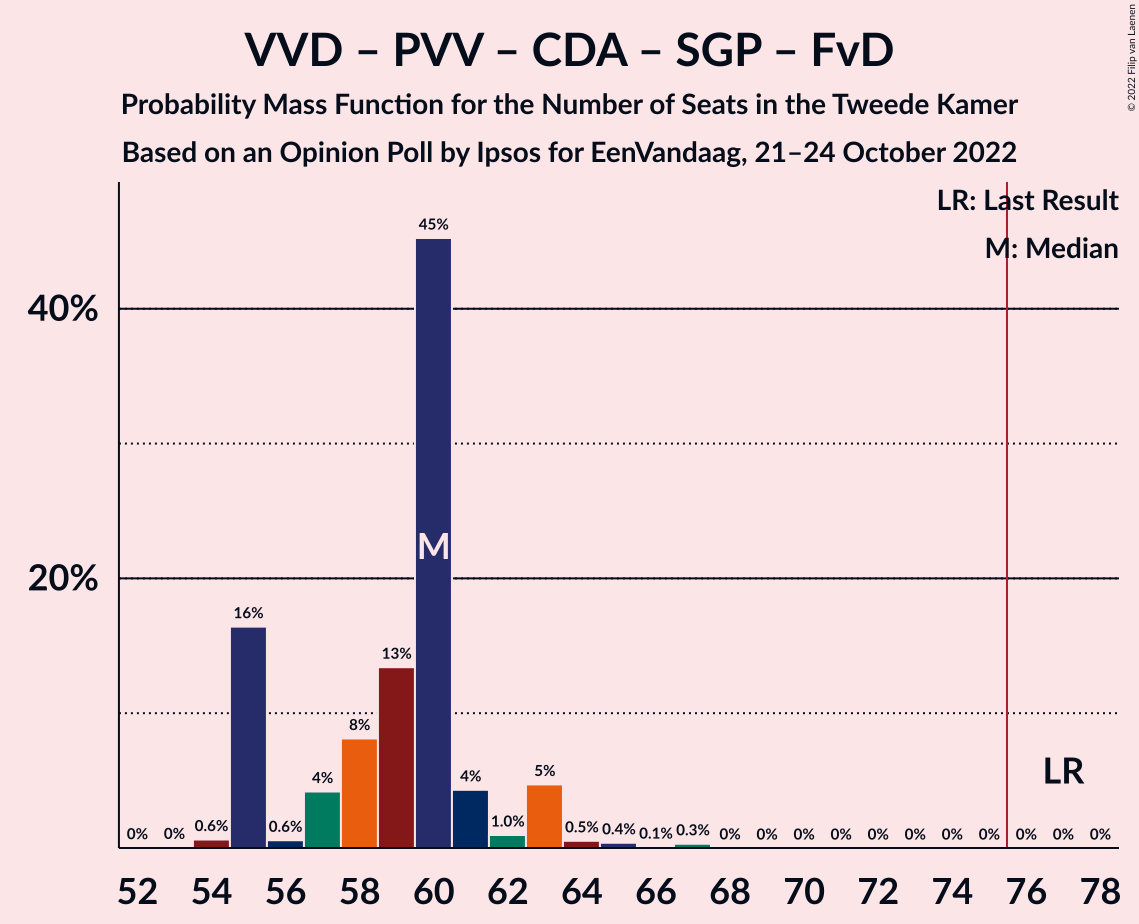 VVD – PVV – CDA – SGP – FvD
Probability Mass Function for the Number of Seats in the Tweede Kamer
Based on an Opinion Poll by Ipsos for EenVandaag, 21–24 October 2022
© 2022 Filip van Laenen
LR: Last Result
M: Median
40%
20%
0% 0% 0.6% 16% 0.6% 4% 8% 13% 45% 4% 1.0% 5% 0.5% 0.4% 0.1% 0.3% 0% 0% 0% 0% 0% 0% 0% 0% 0% 0% 0%
M
LR
52 54 56 58 60 62 64 66 68 70 72 74 76 78